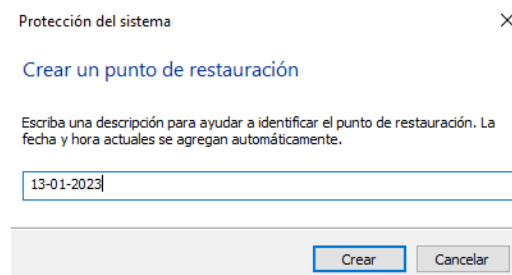 Protección del sistema
Crear un punto de restauración
Escriba una descripción para ayudar a identificar el punto de restauración. La
fecha y hora actuales se agregan automáticamente.
13-01-2023
Crear Cancelar